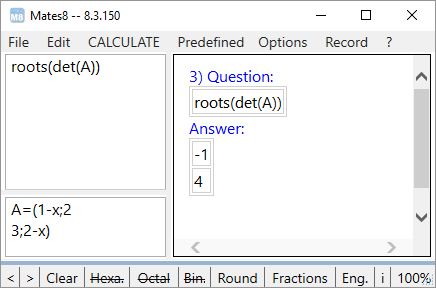 M8 Mates8 -- 8.3.150
File Edit CALCULATE Predefined Options Record ?
roots(det(A))
A=(1-x;2
3;2-x)
3) Question:
roots(det(A))
Answer:
-1
4
< > Clear Hexa. Octal Bin. Round Fractions Eng. i 100%